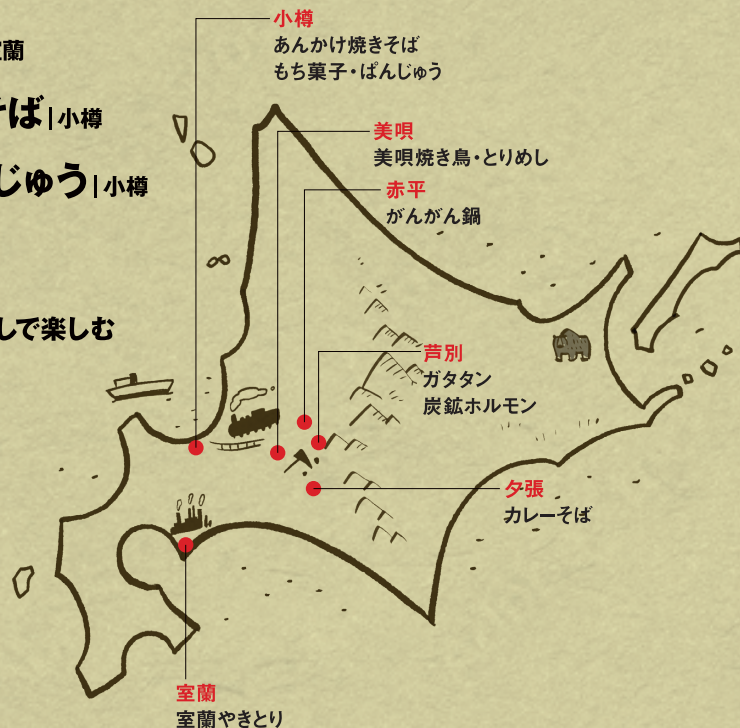 蘭
そば|小樽
じゅう|小樽
しで楽しむ
小樽
あんかけ焼きそば
もち菓子・ぱんじゅう
美唄
美唄焼き鳥・とりめし
赤平
がんがん鍋
芦別
ガタタン
炭鉱ホルモン
夕張
カレーそば
室蘭
室蘭やきとり